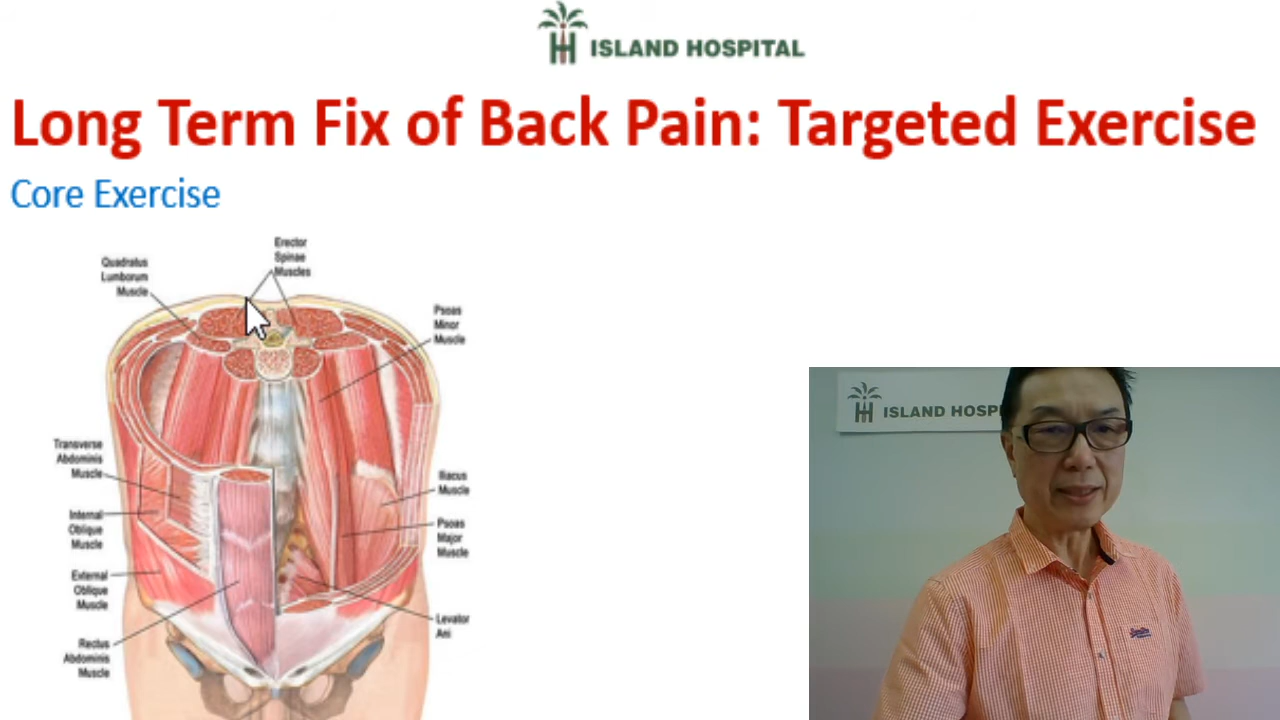 ISLAND HOSPITAL
Long Term Fix of Back Pain: Targeted Exercise
Core Exercise
Erector
Spinae
Muscles
Quadratus
Lumborum
Muscle
Psoas
Minor
Muscle
Transverse
Abdominis
Muscle
Iliacus
Muscle
Internal
Oblique
Muscle
Psoas
Major
Muscle
External
Oblique
Muscle
Levator
Ani
Rectus
Abdominis
Muscle
ISLAND HOSPI